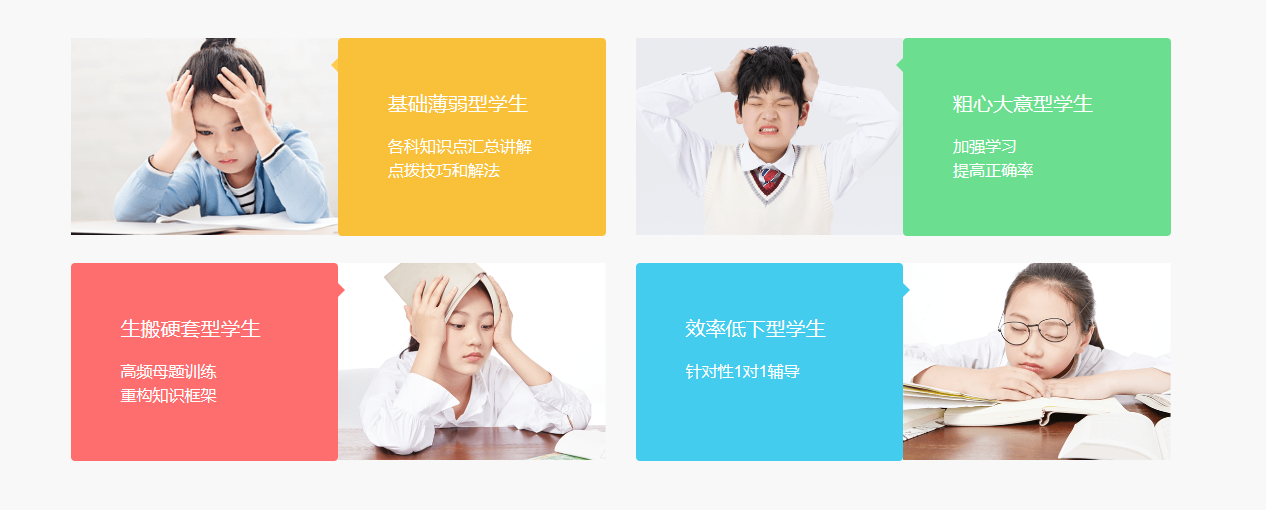 基础薄弱型学生
各科知识点汇总讲解
点拨技巧和解法
粗心大意型学生
加强学习
提高正确率
生搬硬套型学生
高频母题训练
重构知识框架
效率低下型学生
针对性1对1辅导